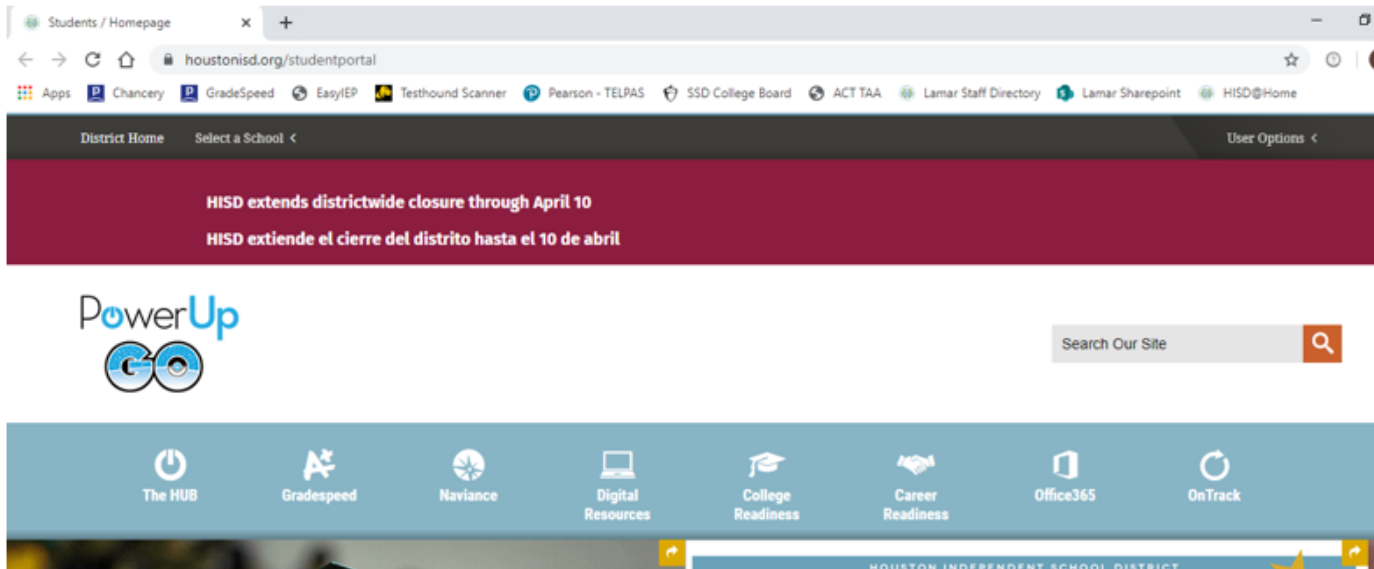 Students / Homepage
houstonisd.org/studentportal
Apps Chancery GradeSpeed EasyIEP Testhound Scanner Pearson - TELPAS SSD College Board ACT TAA Lamar Staff Directory Lamar Sharepoint HISD@Home
District Home Select a School < User Options <
HISD extends districtwide closure through April 10
HISD extiende el cierre del distrito hasta el 10 de abril
PowerUp
GO
Search Our Site
The HUB Gradespeed Naviance Digital Resources College Readiness Career Readiness Office365 OnTrack
HOUSTON INDEPENDENT SCHOOL DISTRICT